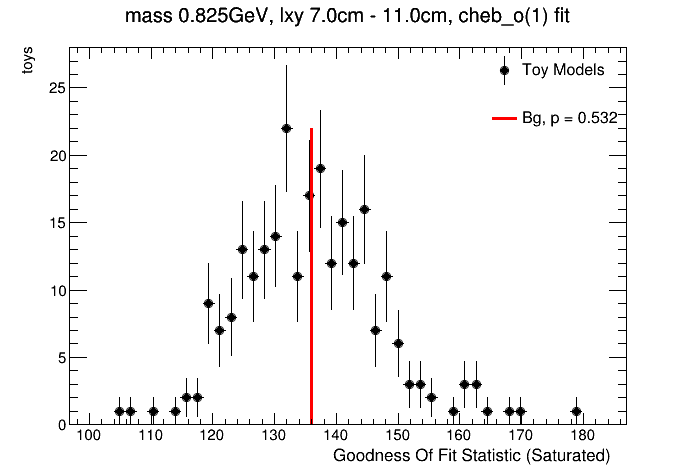 mass 0.825GeV, lxy 7.0cm - 11.0cm, cheb_o(1) fit
toys
Toy Models
Bg, p = 0.532
25
20
15
10
5
0
100 110 120 130 140 150 160 170 180
Goodness Of Fit Statistic (Saturated)